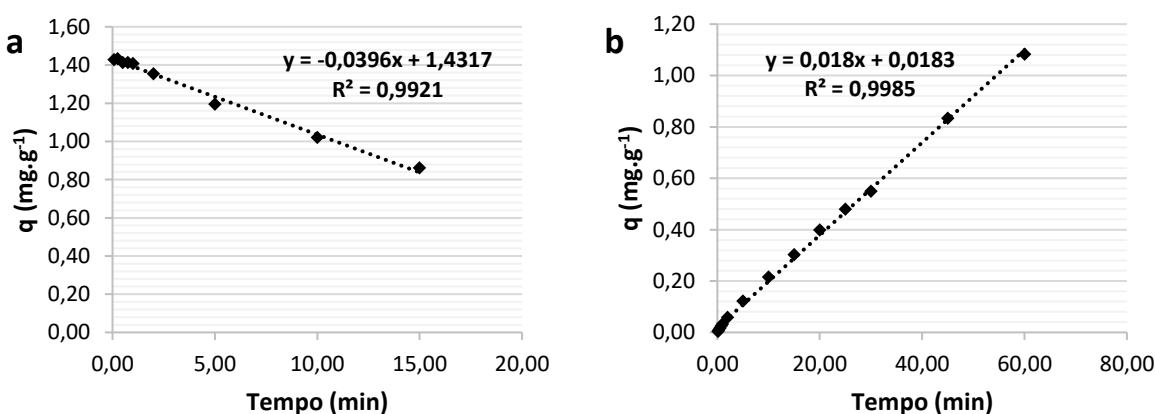 a
y = -0,0396x + 1,4317
R² = 0,9921
q (mg.g⁻¹)
1,60
1,40
1,20
1,00
0,80
0,60
0,40
0,20
0,00
0,00 5,00 10,00 15,00 20,00
Tempo (min)
b
y = 0,018x + 0,0183
R² = 0,9985
q (mg.g⁻¹)
1,20
1,00
0,80
0,60
0,40
0,20
0,00
0,00 20,00 40,00 60,00 80,00
Tempo (min)